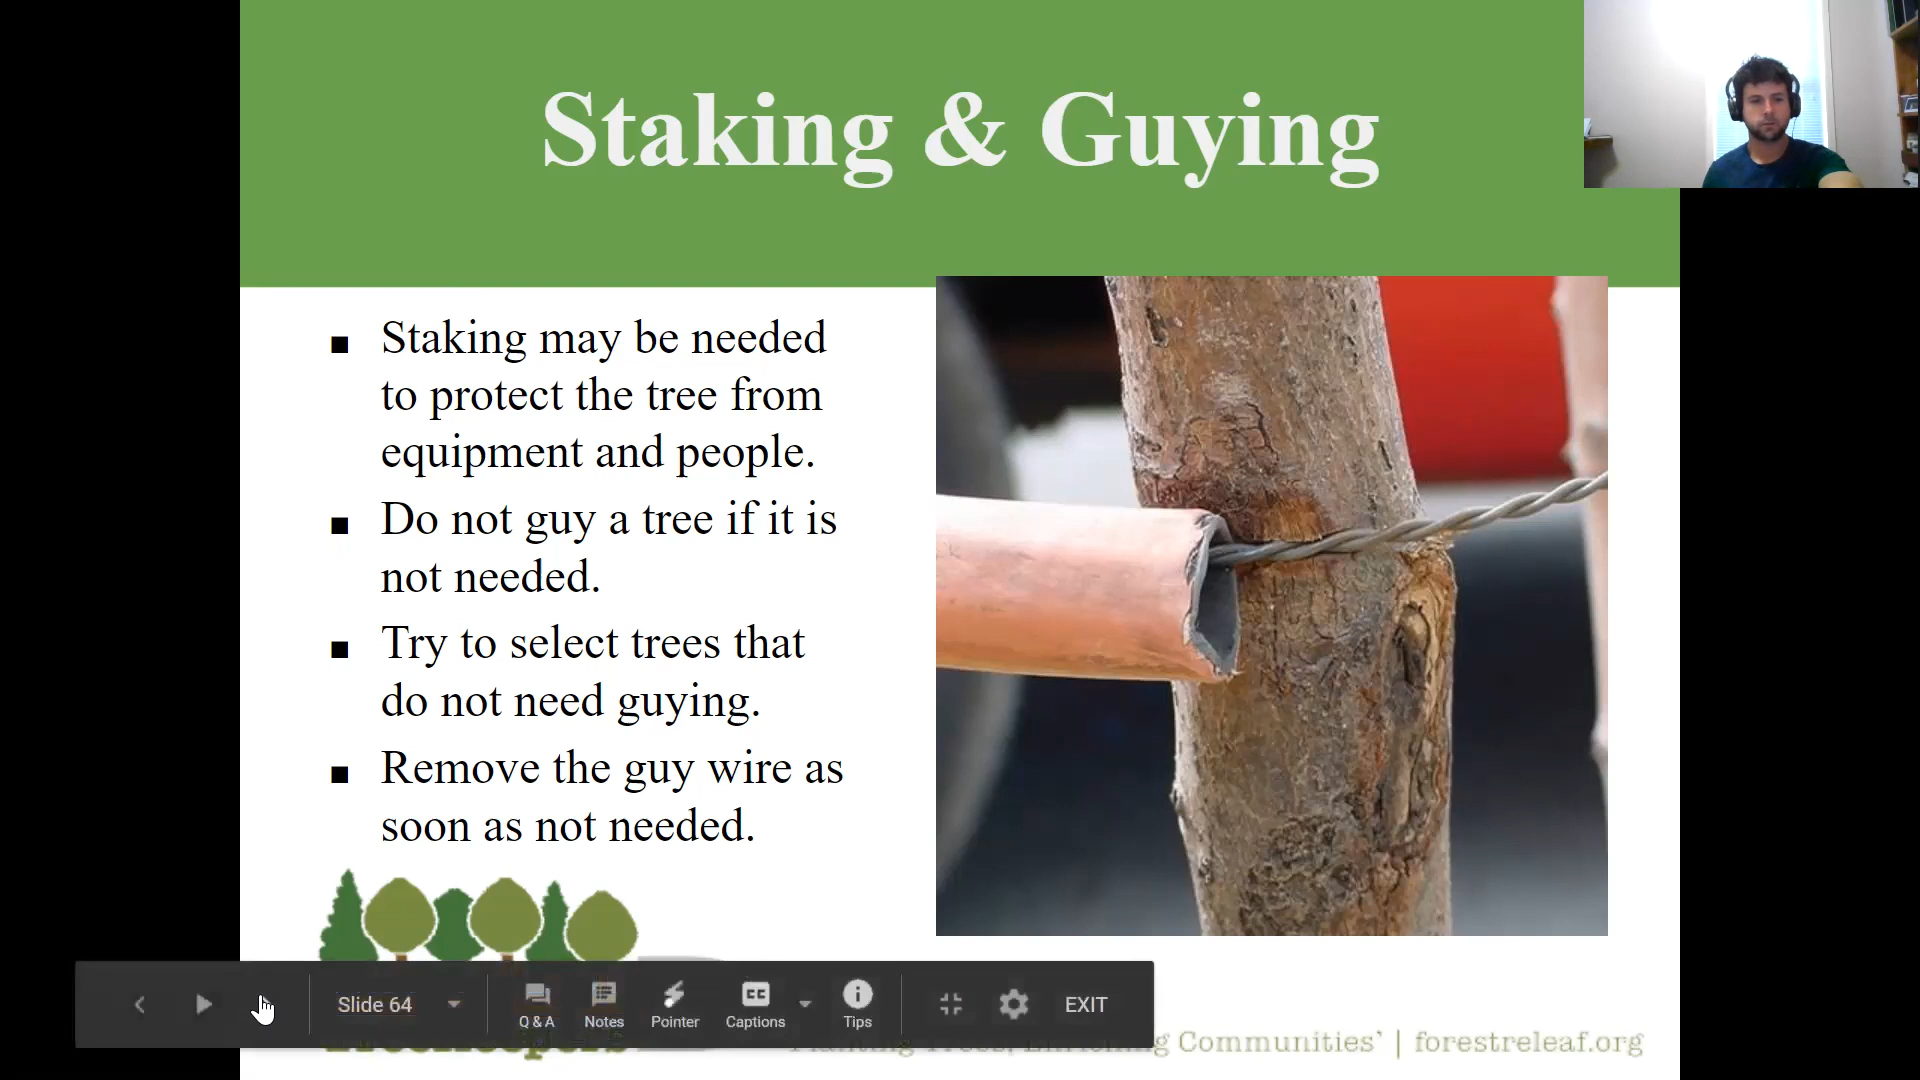 Staking & Guying
Staking may be needed
to protect the tree from
equipment and people.
Do not guy a tree if it is
not needed.
Try to select trees that
do not need guying.
Remove the guy wire as
soon as not needed.
Slide 64
Q & A
Notes
Pointer
CC
Captions
Tips
EXIT
Communities' | forestreleaf.org